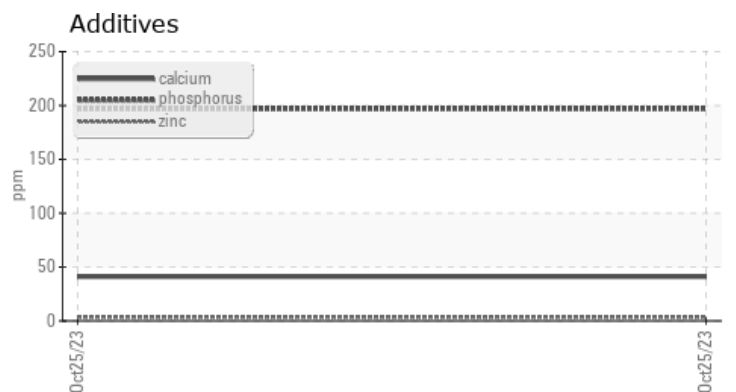 Additives
250
200
150
100
50
0
ppm
calcium
phosphorus
zinc
Oct25/23
Oct25/23